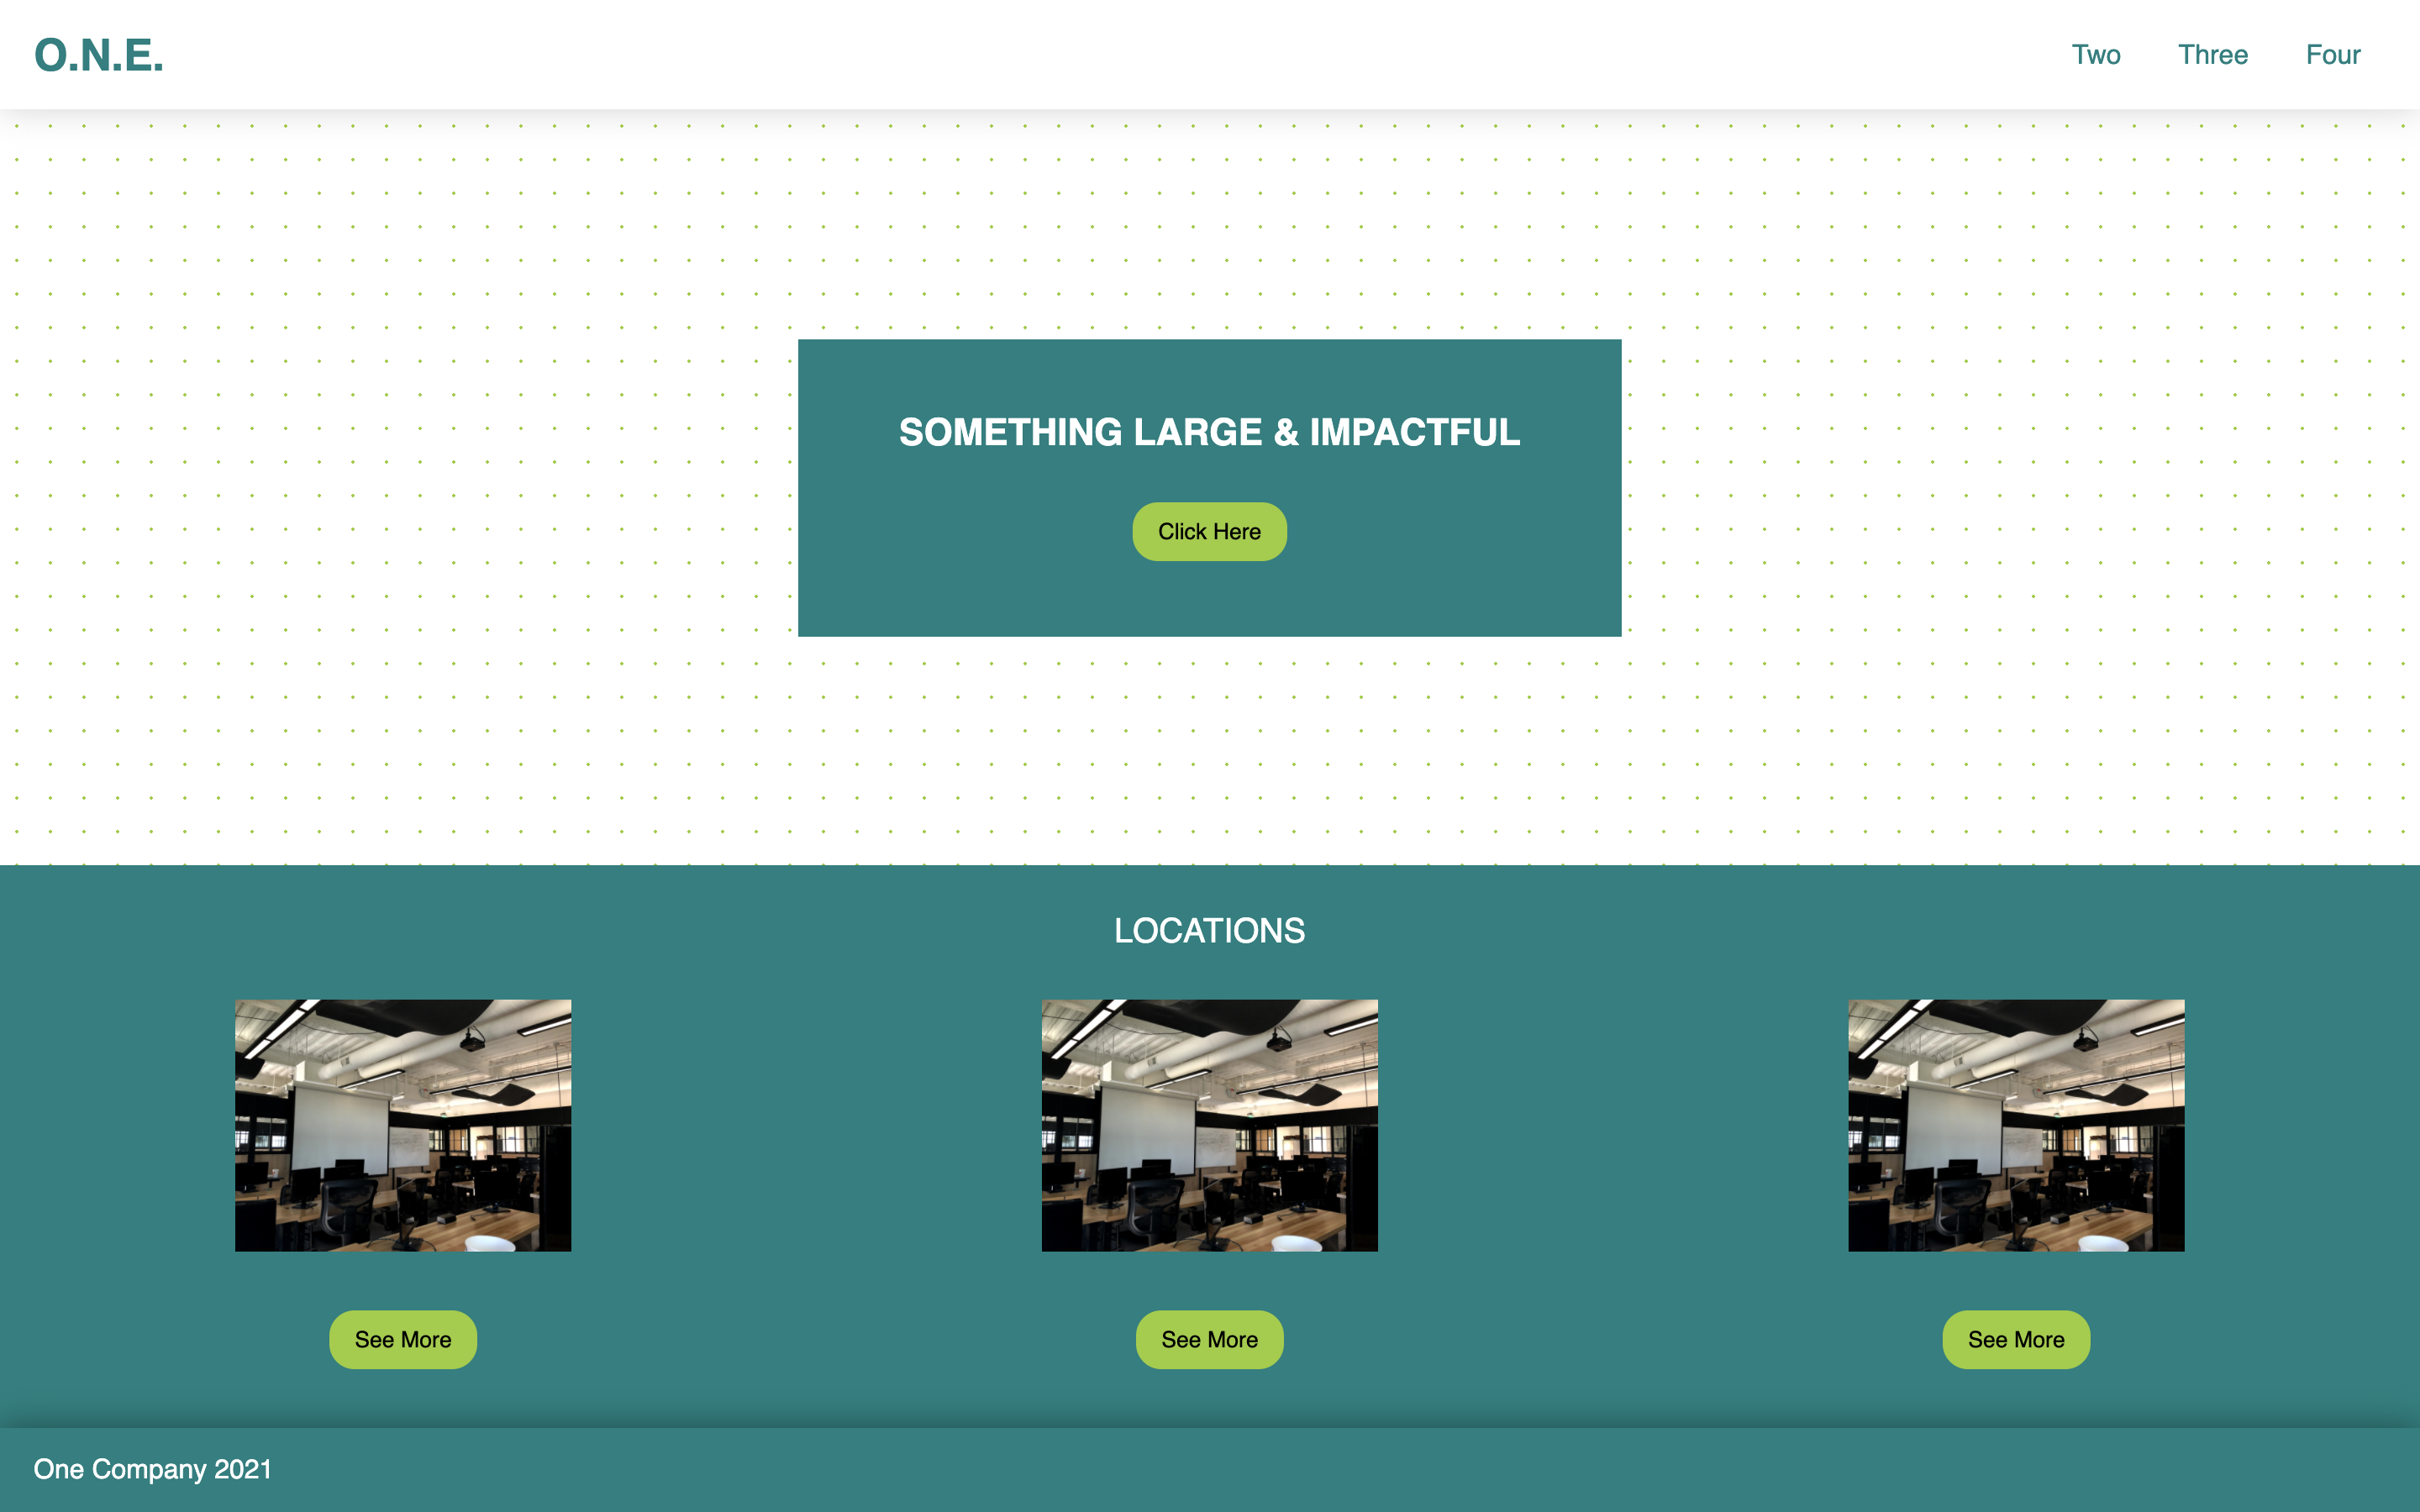 O.N.E.
Two Three Four
SOMETHING LARGE & IMPACTFUL
Click Here
LOCATIONS
See More See More See More
One Company 2021